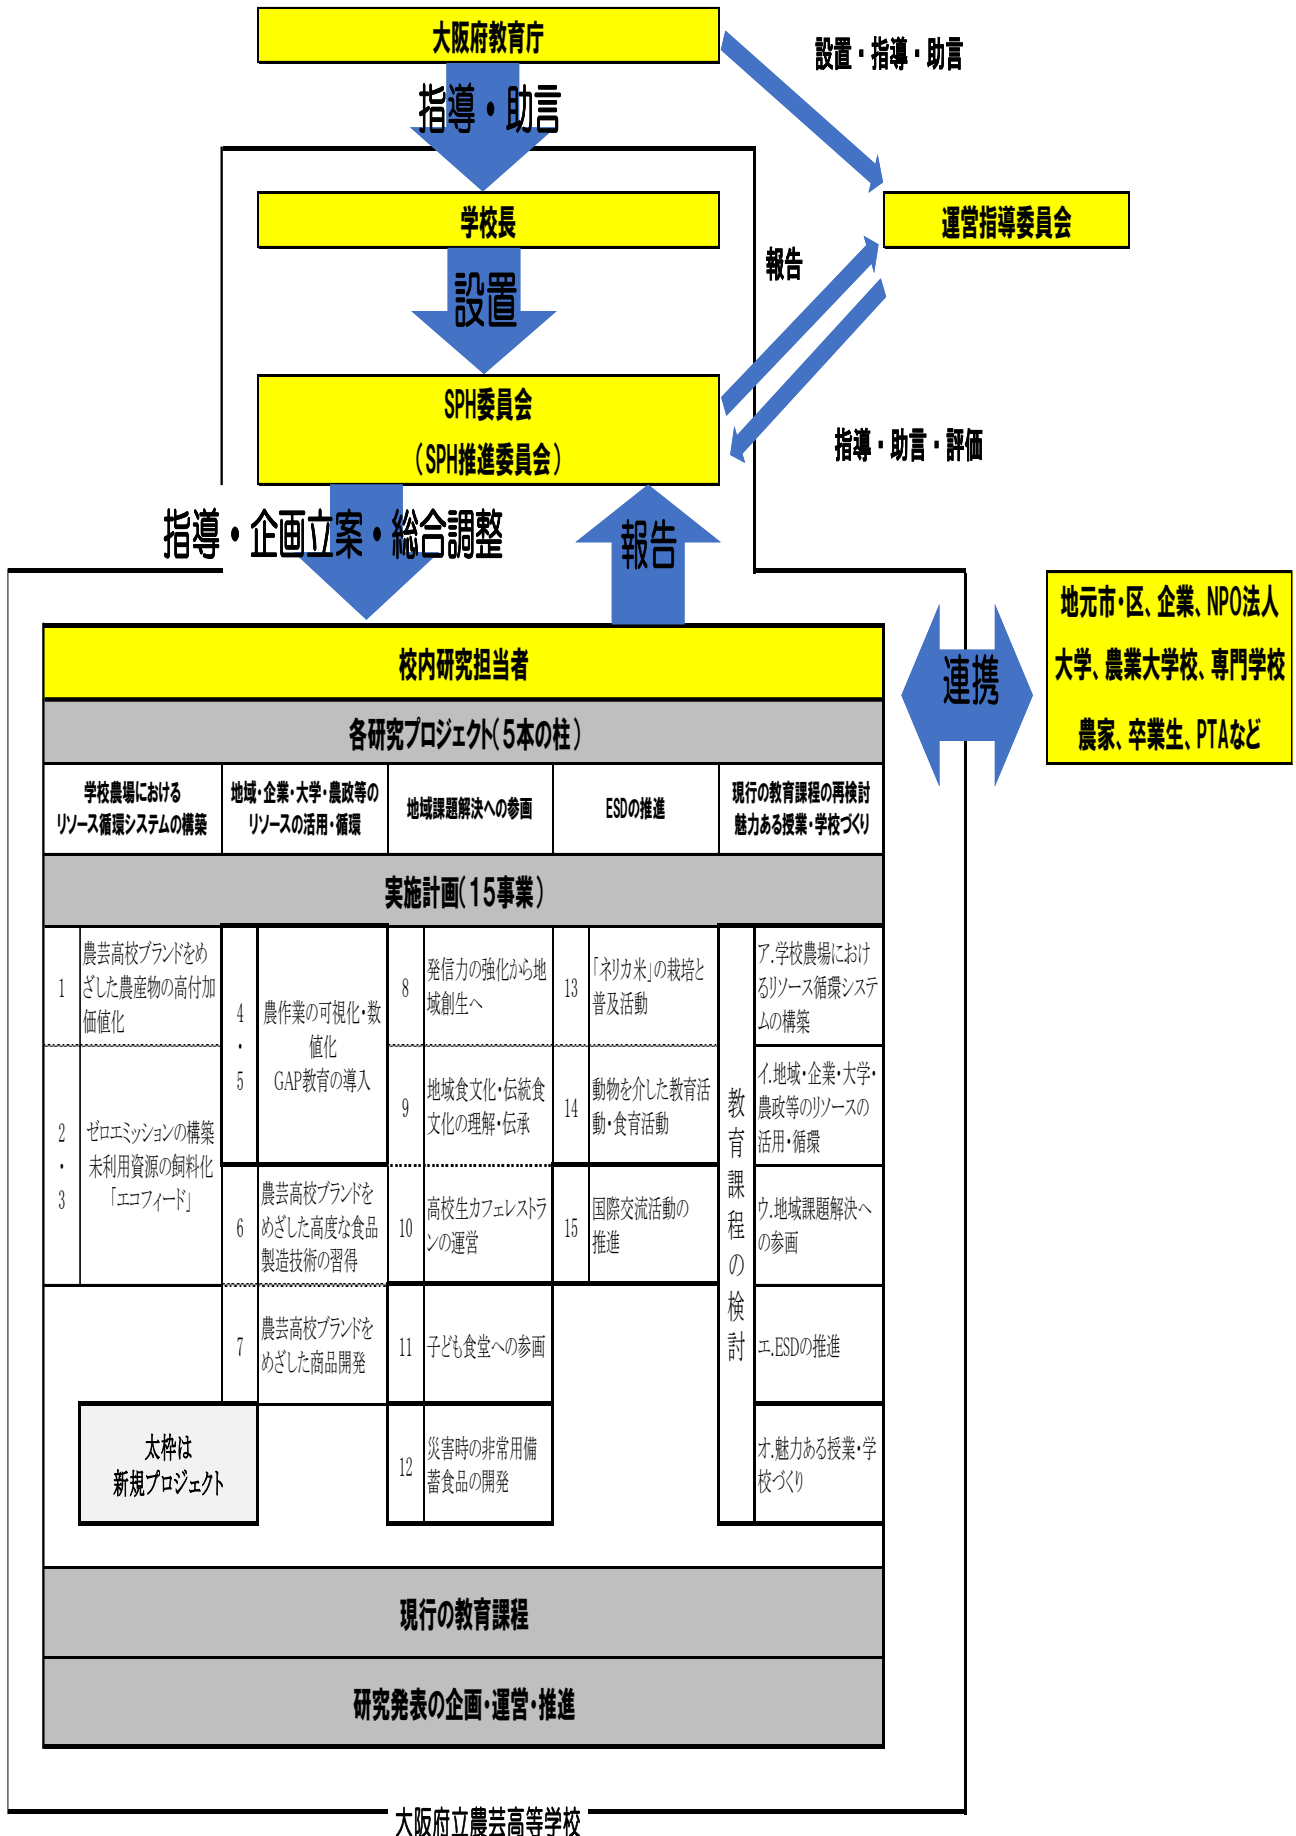 大阪府教育庁
設置・指導・助言
指導・助言
学校長
運営指導委員会
設置
報告
SPH委員会
（SPH推進委員会）
指導・助言・評価
指導・企画立案・総合調整
報告
連携
地元市・区、企業、NPO法人
大学、農業大学校、専門学校
農家、卒業生、PTAなど
校内研究担当者
各研究プロジェクト（５本の柱）
学校農場における
リソース循環システムの構築
地域・企業・大学・農政等の
リソースの活用・循環
地域課題解決への参画
ESDの推進
現行の教育課程の再検討
魅力ある授業・学校づくり
実施計画（１５事業）
1
農芸高校ブランドをめ
ざした農産物の高付加
価値化
2
・
3
ゼロエミッションの構築
未利用資源の飼料化
「エコフィード」
4
・
5
農作業の可視化・数
値化
GAP教育の導入
6
農芸高校ブランドを
めざした高度な食品
製造技術の習得
7
農芸高校ブランドを
めざした商品開発
8
発信力の強化から地
域創生へ
9
地域食文化・伝統食
文化の理解・伝承
10
高校生カフェレストラ
ンの運営
11
子ども食堂への参画
12
災害時の非常用備
蓄食品の開発
13
「ネリカ米」の栽培と
普及活動
14
動物を介した教育活
動・食育活動
15
国際交流活動の
推進
教育課程の検討
ア.学校農場におけ
るリソース循環システ
ムの構築
イ.地域・企業・大学・
農政等のリソースの
活用・循環
ウ.地域課題解決へ
の参画
エ.ESDの推進
オ.魅力ある授業・学
校づくり
太枠は
新規プロジェクト
現行の教育課程
研究発表の企画・運営・推進
大阪府立農芸高等学校